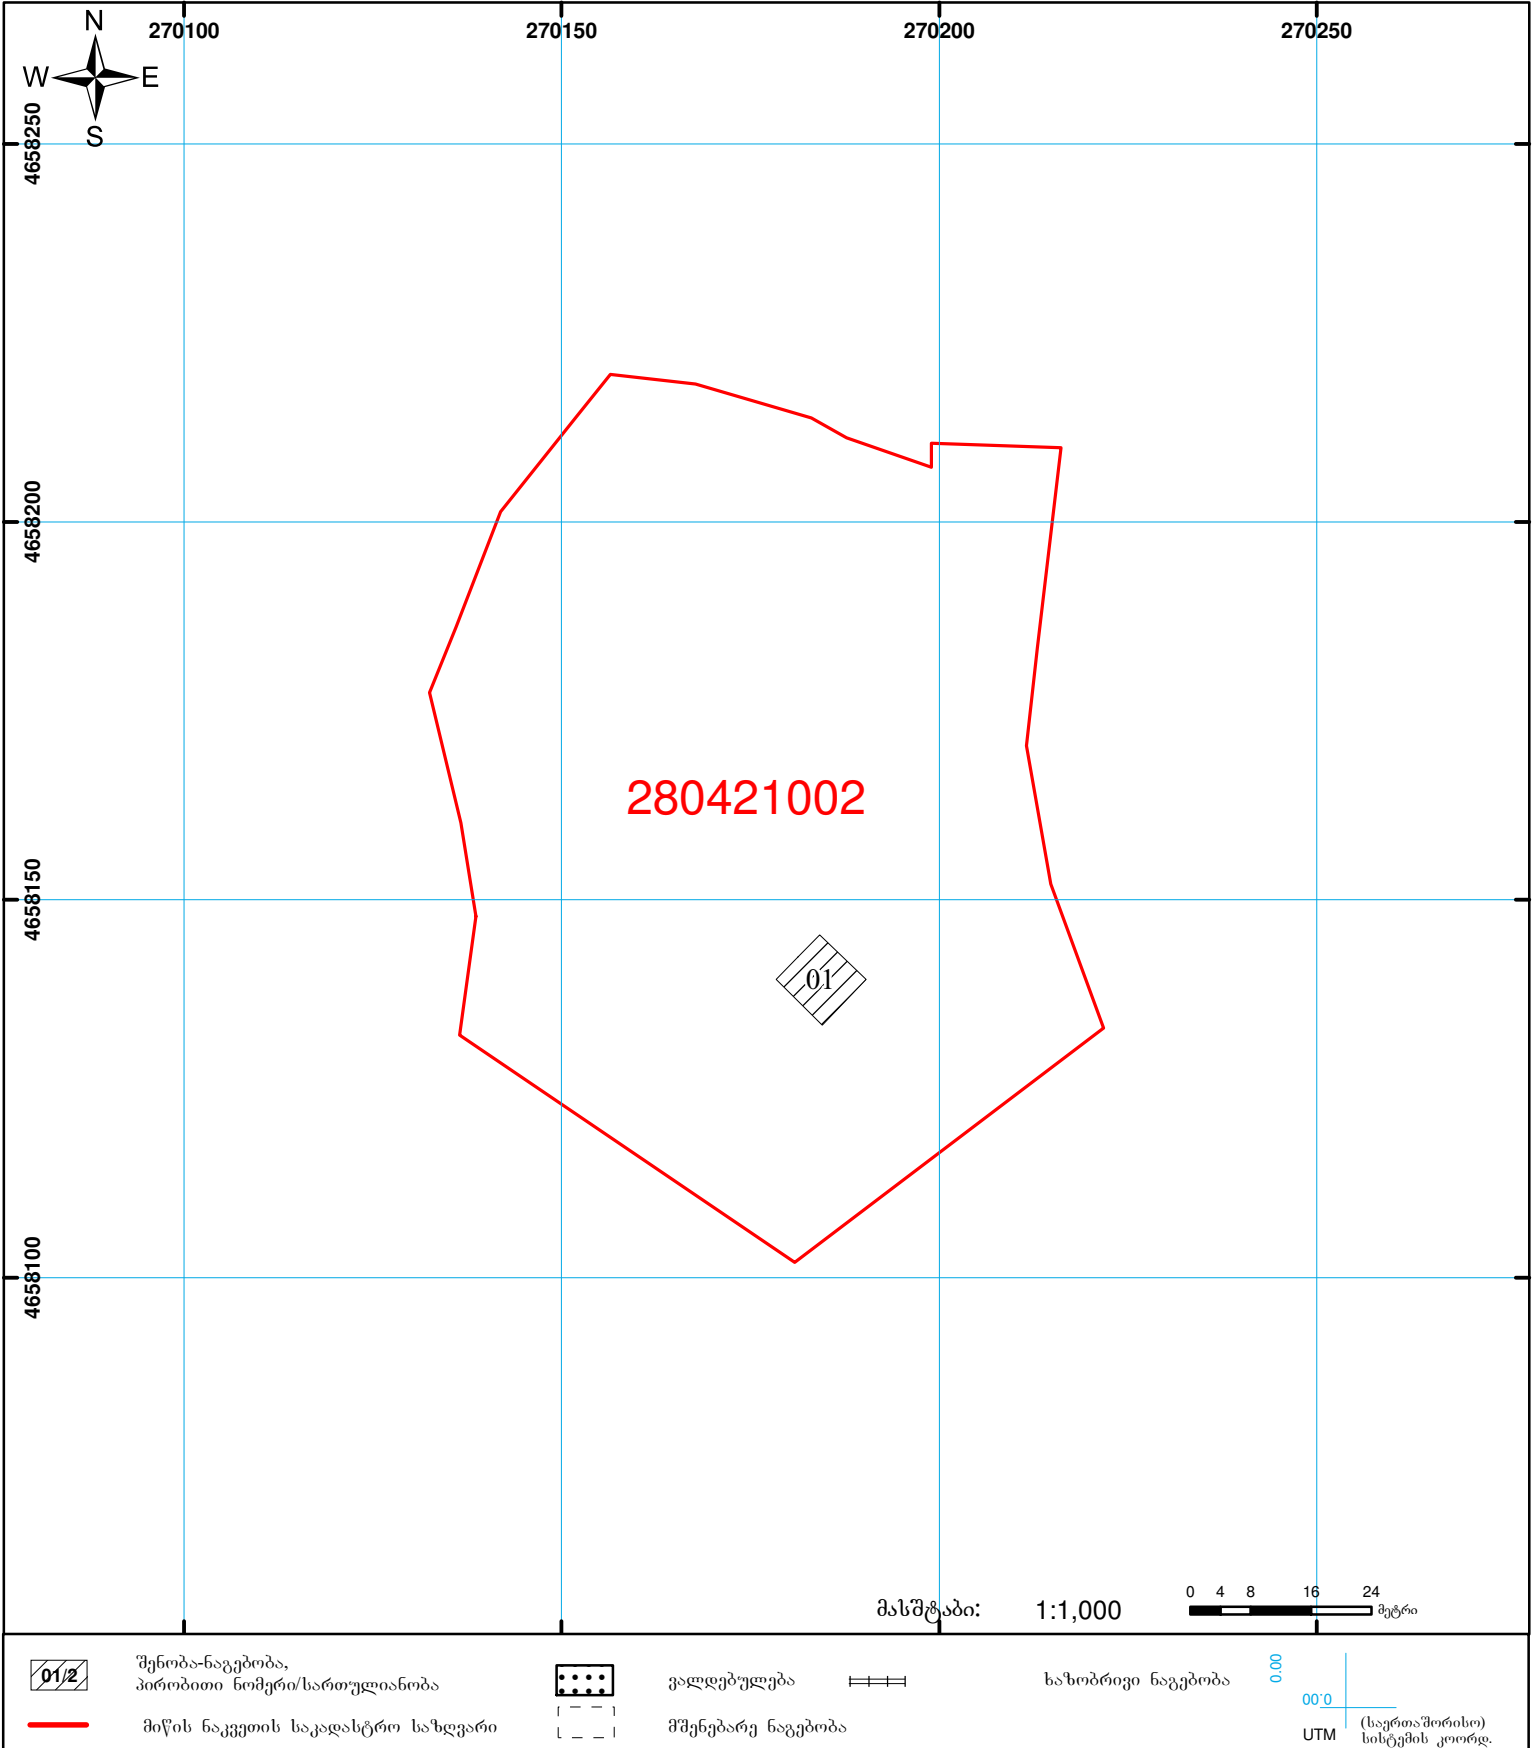 N
W E
S
270100 270150 270200 270250
4658250
4658200
4658150
4658100
280421002
01
მასშტაბი: 1:1,000
0 4 8 16 24
მეტრი
01/2
შენობა-ნაგებობა,
პირობითი ნომერი/სართულიანობა
მიწის ნაკვეთის საკადასტრო საზღვარი
ვალდებულება
მშენებარე ნაგებობა
ხაზობრივი ნაგებობა
00'0
00'0
UTM
(საერთაშორისო)
სისტემის კოორდ.